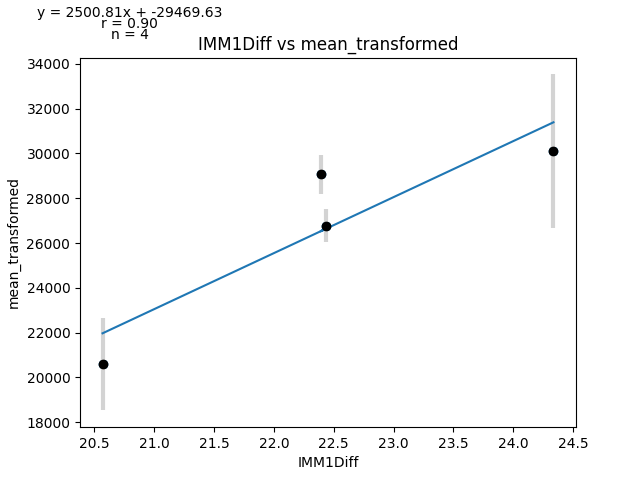 y = 2500.81x + -29469.63
r = 0.90
n = 4
IMM1Diff vs mean_transformed
34000
32000
30000
28000
26000
24000
22000
20000
18000
mean_transformed
20.5 21.0 21.5 22.0 22.5 23.0 23.5 24.0 24.5
IMM1Diff